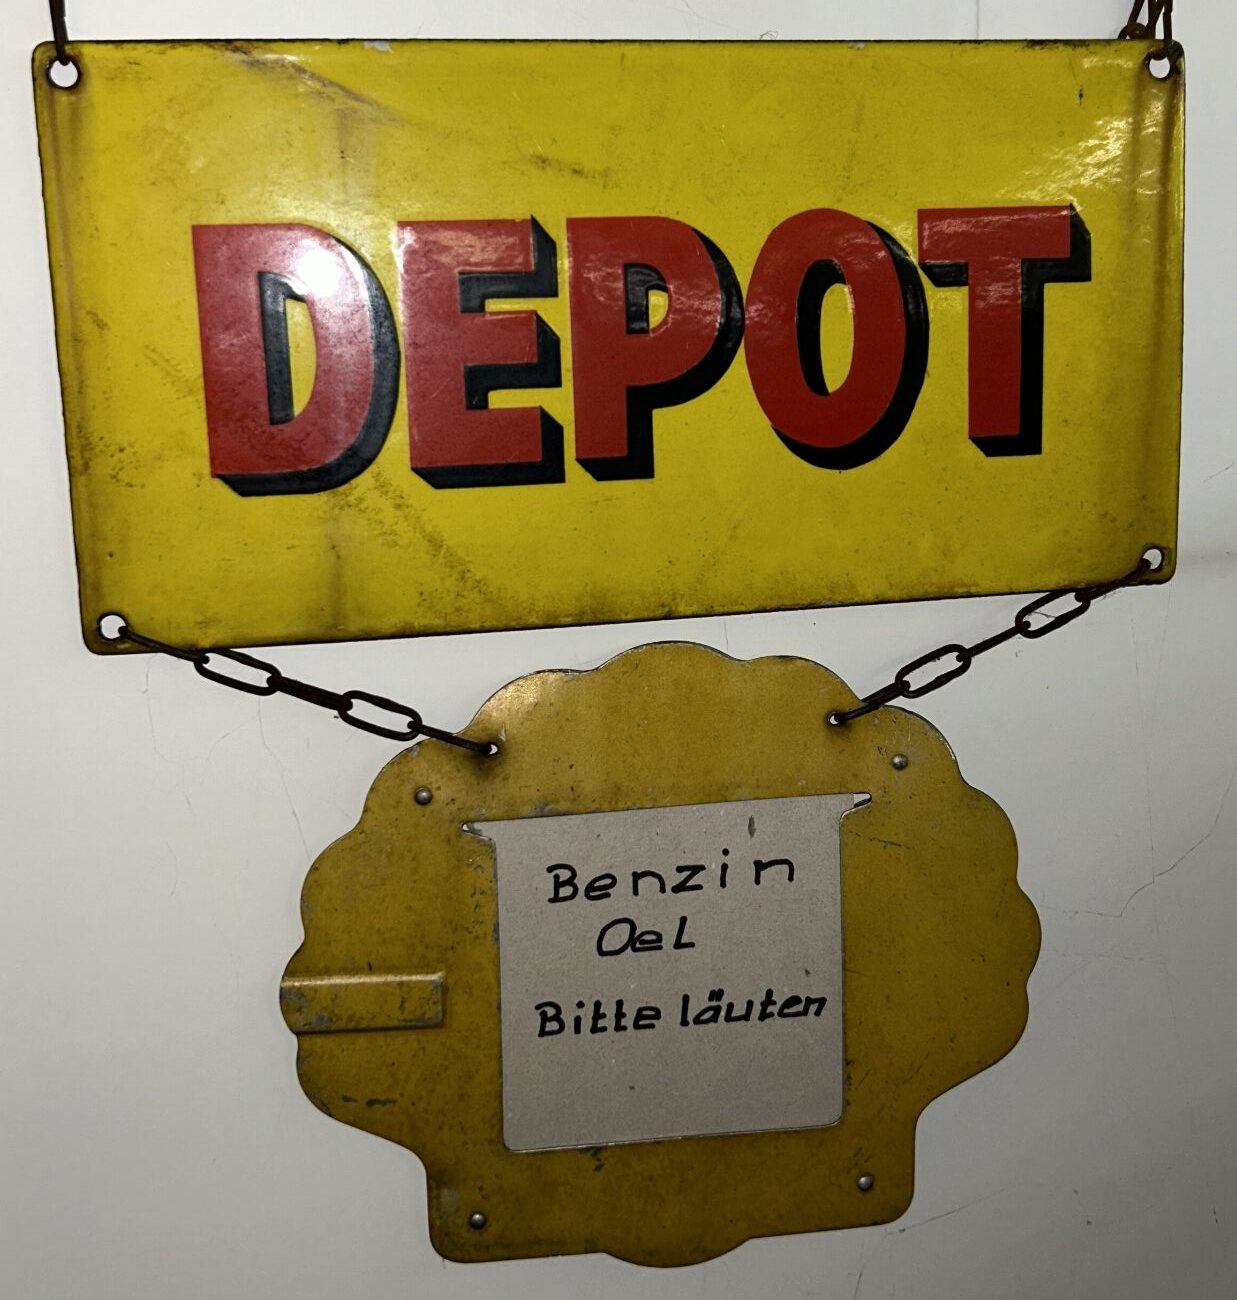 DEPOT
Benzin
Oel
Bitte läuten